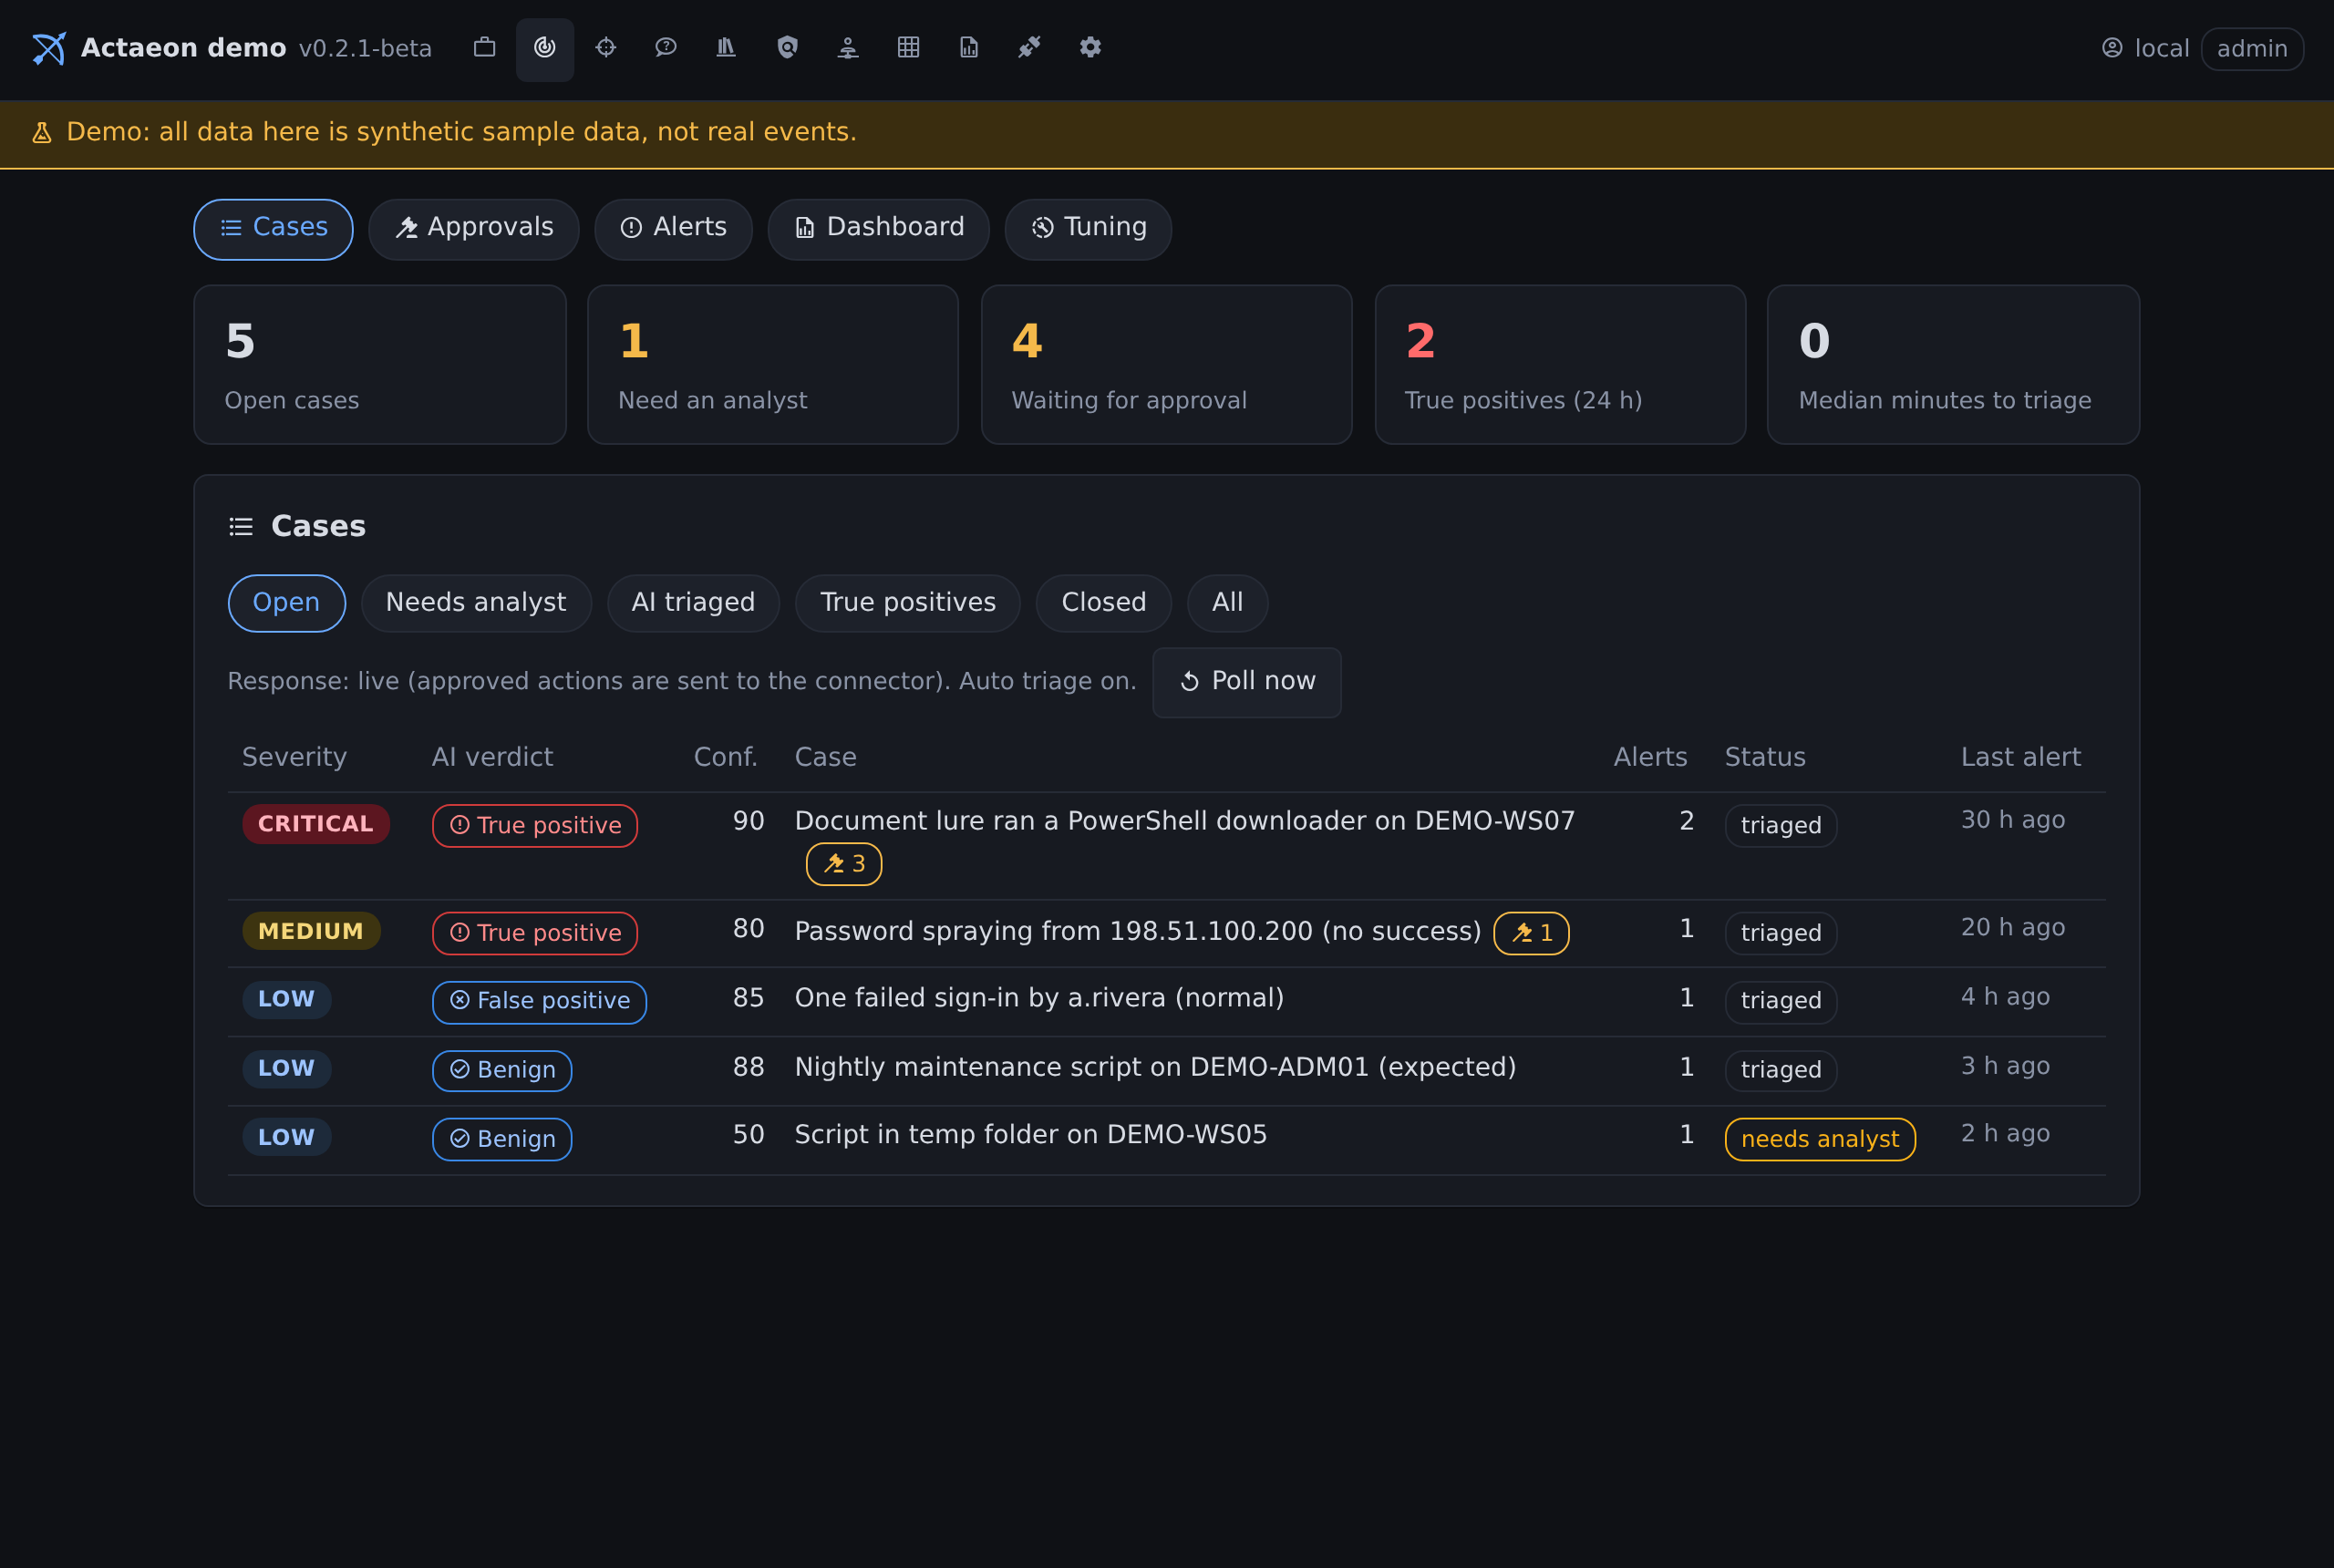 Actaeon demo v0.2.1-beta local admin
Demo: all data here is synthetic sample data, not real events.
Cases Approvals Alerts Dashboard Tuning
5 1 4 2 0
Open cases Need an analyst Waiting for approval True positives (24 h) Median minutes to triage
Cases
Open Needs analyst AI triaged True positives Closed All
Response: live (approved actions are sent to the connector). Auto triage on. Poll now
Severity AI verdict Conf. Case Alerts Status Last alert
CRITICAL True positive 90 Document lure ran a PowerShell downloader on DEMO-WS07 2 triaged 30 h ago
3
MEDIUM True positive 80 Password spraying from 198.51.100.200 (no success) 1 1 triaged 20 h ago
LOW False positive 85 One failed sign-in by a.rivera (normal) 1 triaged 4 h ago
LOW Benign 88 Nightly maintenance script on DEMO-ADM01 (expected) 1 triaged 3 h ago
LOW Benign 50 Script in temp folder on DEMO-WS05 1 needs analyst 2 h ago